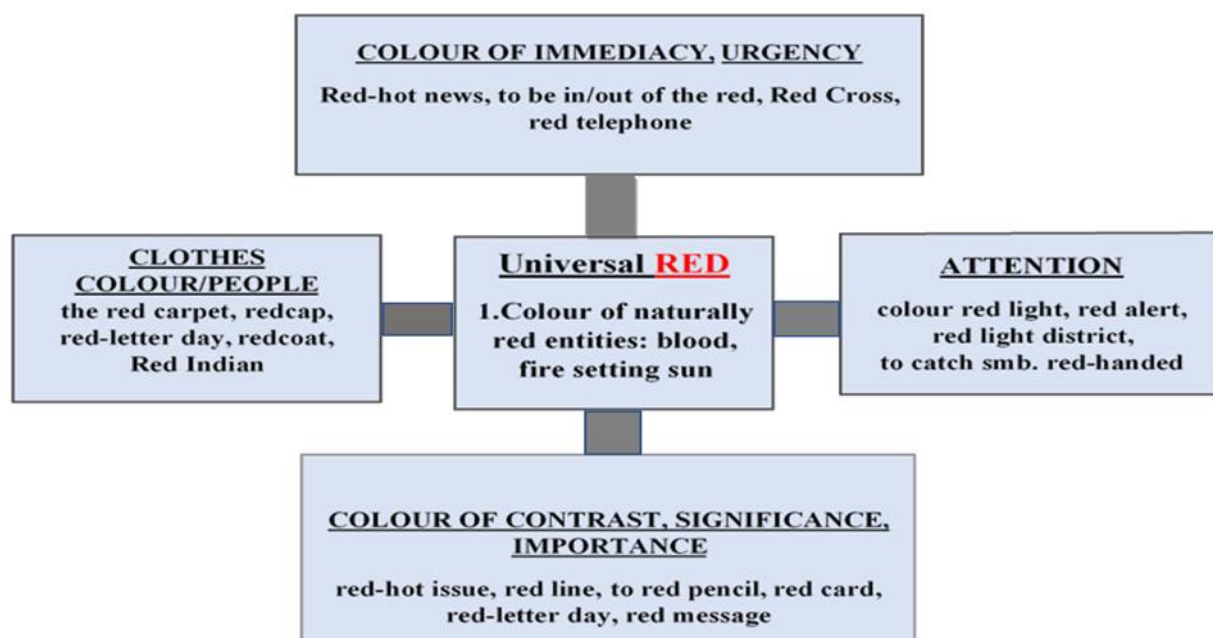 COLOUR OF IMMEDIACY, URGENCY
Red-hot news, to be in/out of the red, Red Cross,
red telephone
CLOTHES
COLOUR/PEOPLE
the red carpet, redcap,
red-letter day, redcoat,
Red Indian
Universal RED
1.Colour of naturally
red entities: blood,
fire setting sun
ATTENTION
colour red light, red alert,
red light district,
to catch smb. red-handed
COLOUR OF CONTRAST, SIGNIFICANCE,
IMPORTANCE
red-hot issue, red line, to red pencil, red card,
red-letter day, red message